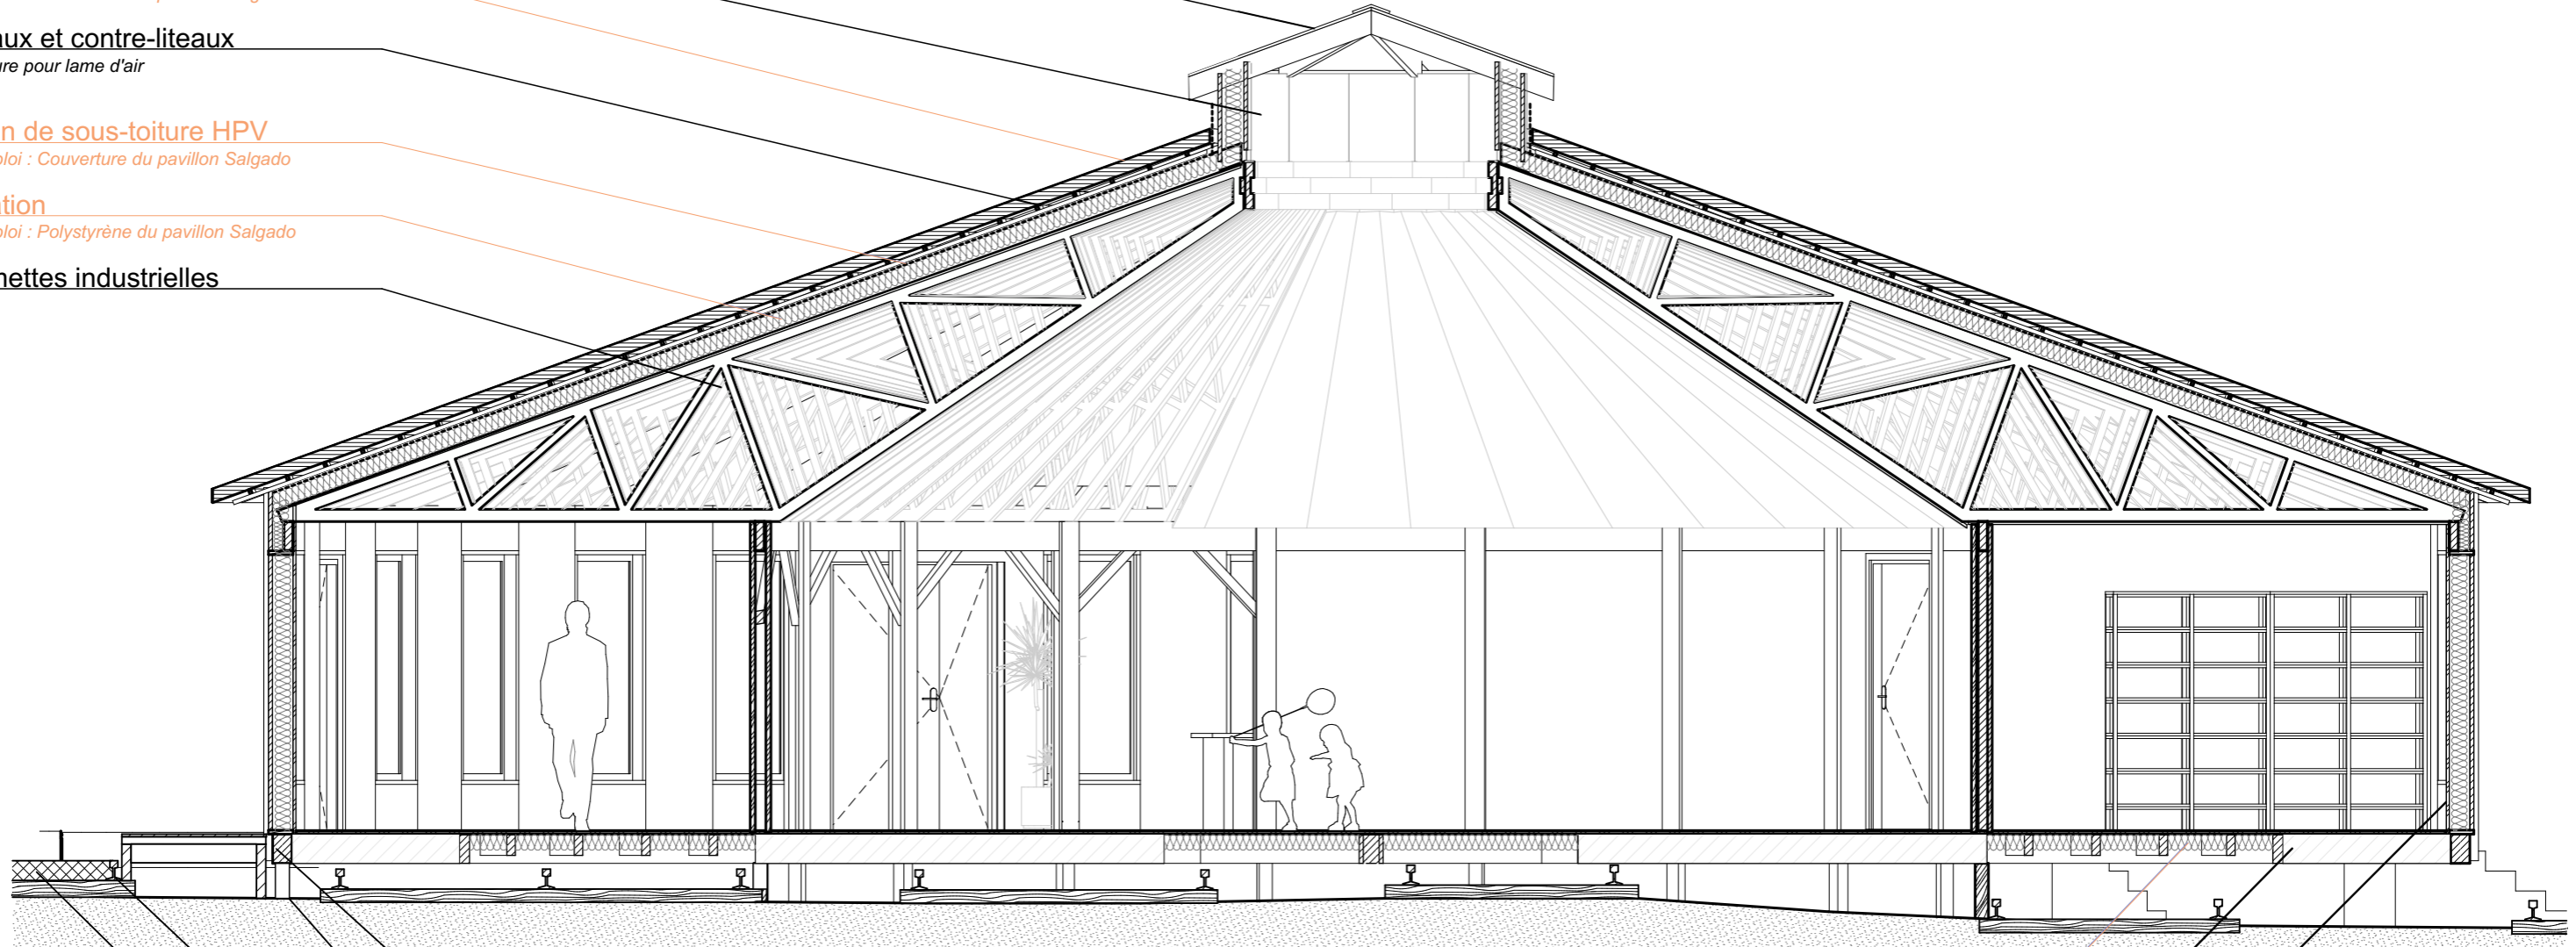 aux et contre-liteaux
ure pour lame d'air
n de sous-toiture HPV
loi : Couverture du pavillon Salgado
ation
loi : Polystyrène du pavillon Salgado
nettes industrielles